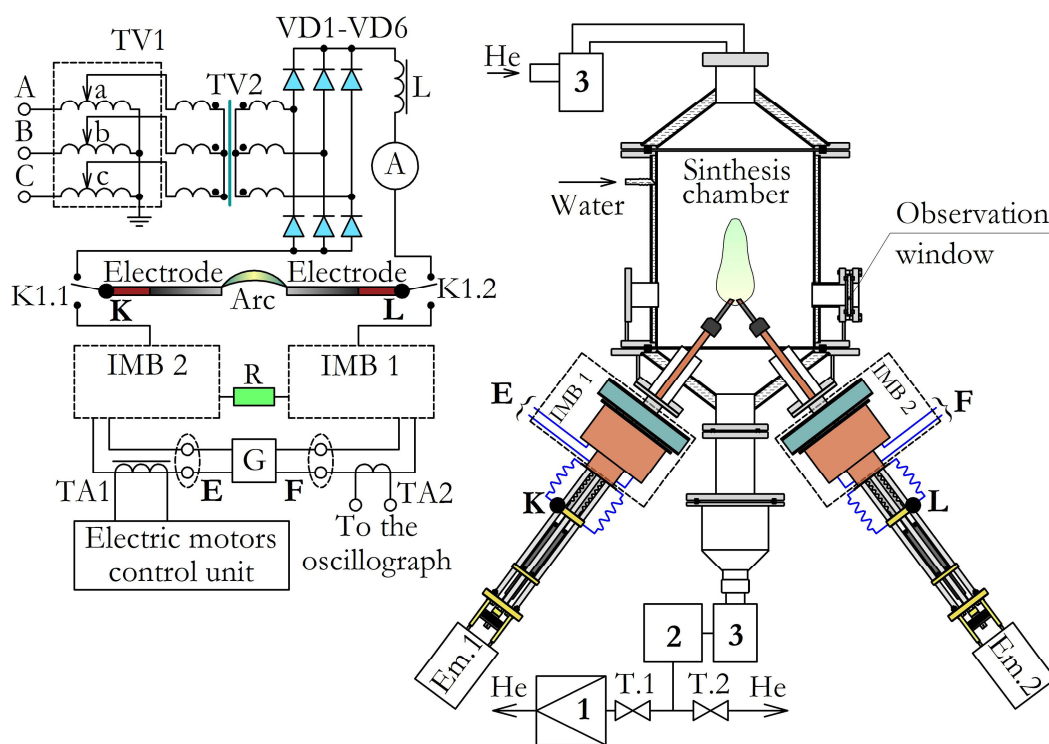 TV1
VD1-VD6
TV2
A
a
B
b
C
c
L
A
K1.1
Electrode
Electrode
K1.2
Arc
K
L
IMB 2
IMB 1
R
G
TA1
E
F
TA2
Electric motors
control unit
To the
oscillograph
He
3
Sinthesis
chamber
Water
Observation
window
E
IMB 1
IMB 2
F
K
L
Em.1
Em.2
2
3
He
1
T.1
T.2
He